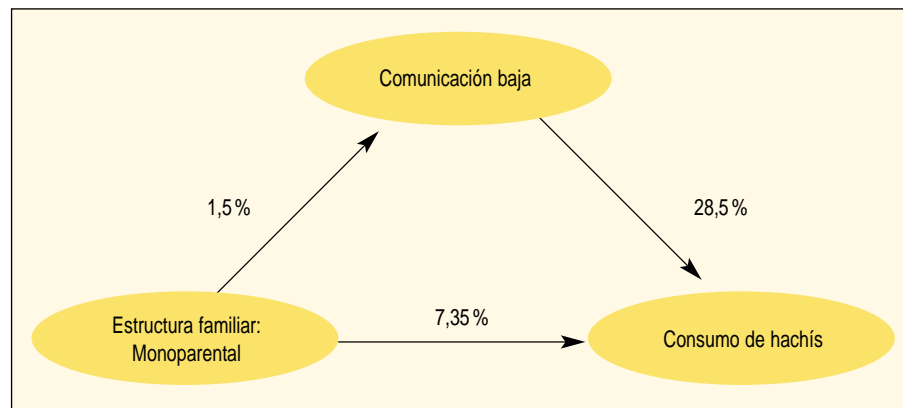 Comunicación baja
1,5 %
28,5 %
7,35 %
Estructura familiar:
Monoparental
Consumo de hachís